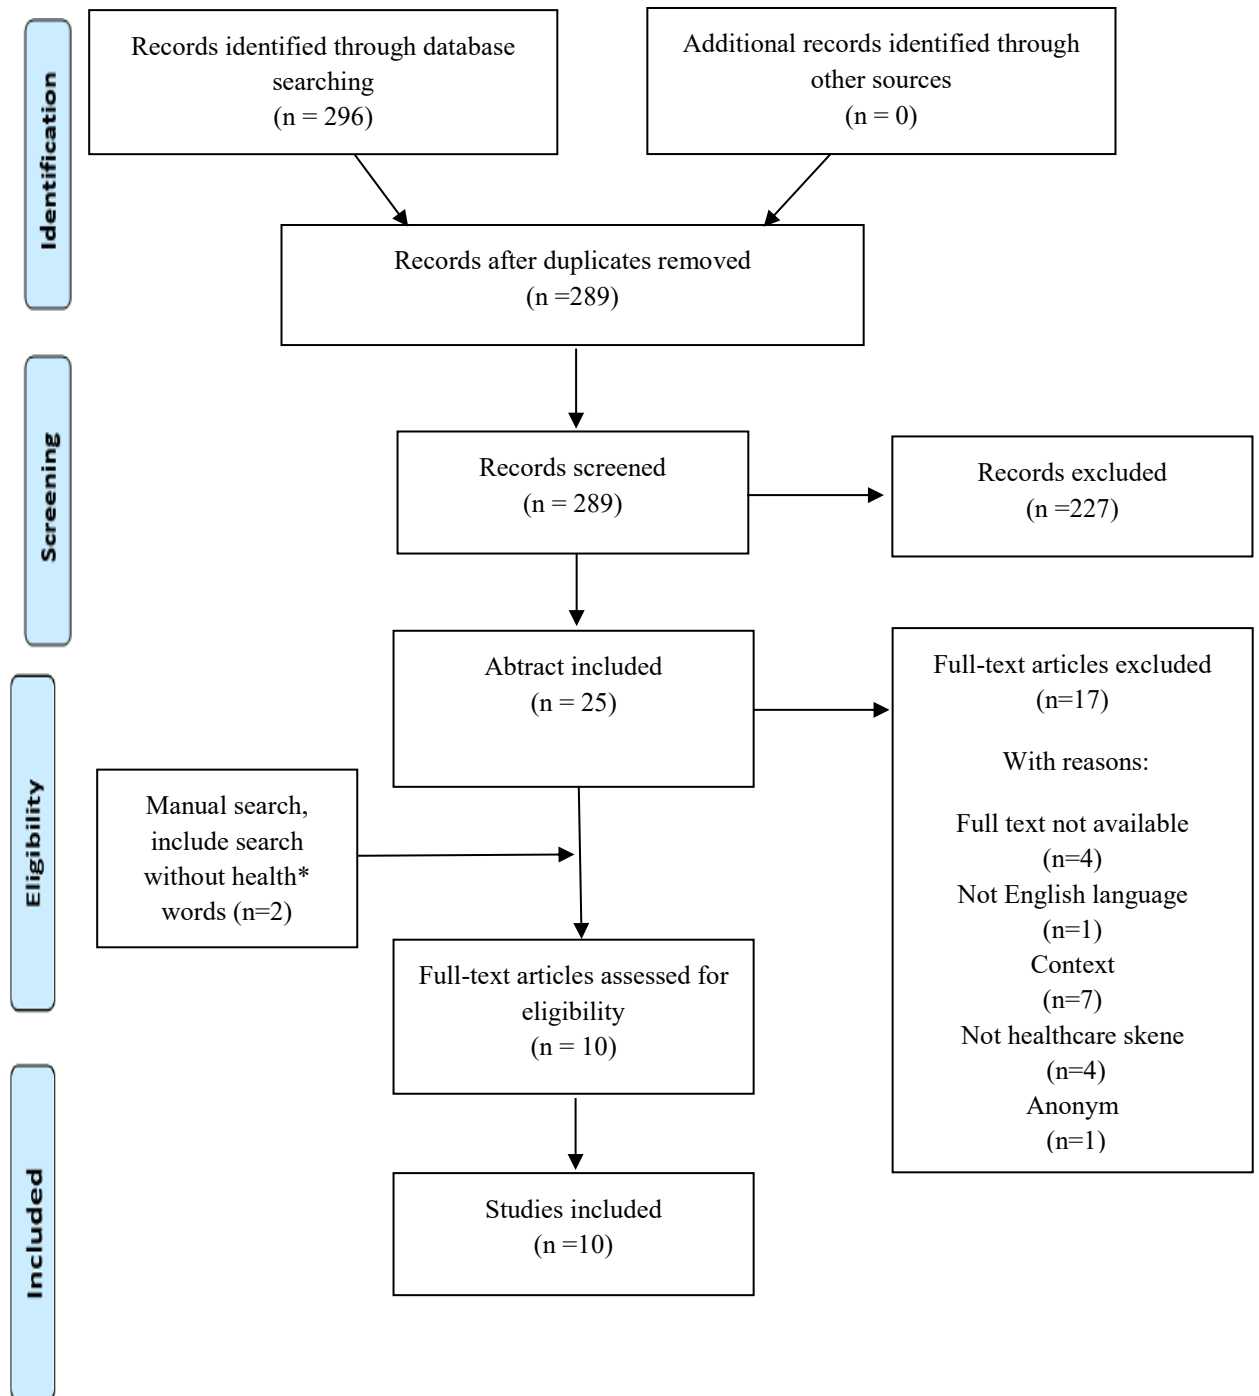 Identification
Records identified through database
searching
(n = 296)
Additional records identified through
other sources
(n = 0)
Records after duplicates removed
(n =289)
Screening
Records screened
(n = 289)
Records excluded
(n =227)
Eligibility
Abtract included
(n = 25)
Full-text articles excluded
(n=17)
With reasons:
Full text not available
(n=4)
Not English language
(n=1)
Context
(n=7)
Not healthcare skene
(n=4)
Anonym
(n=1)
Manual search,
include search
without health*
words (n=2)
Full-text articles assessed for
eligibility
(n = 10)
Included
Studies included
(n =10)